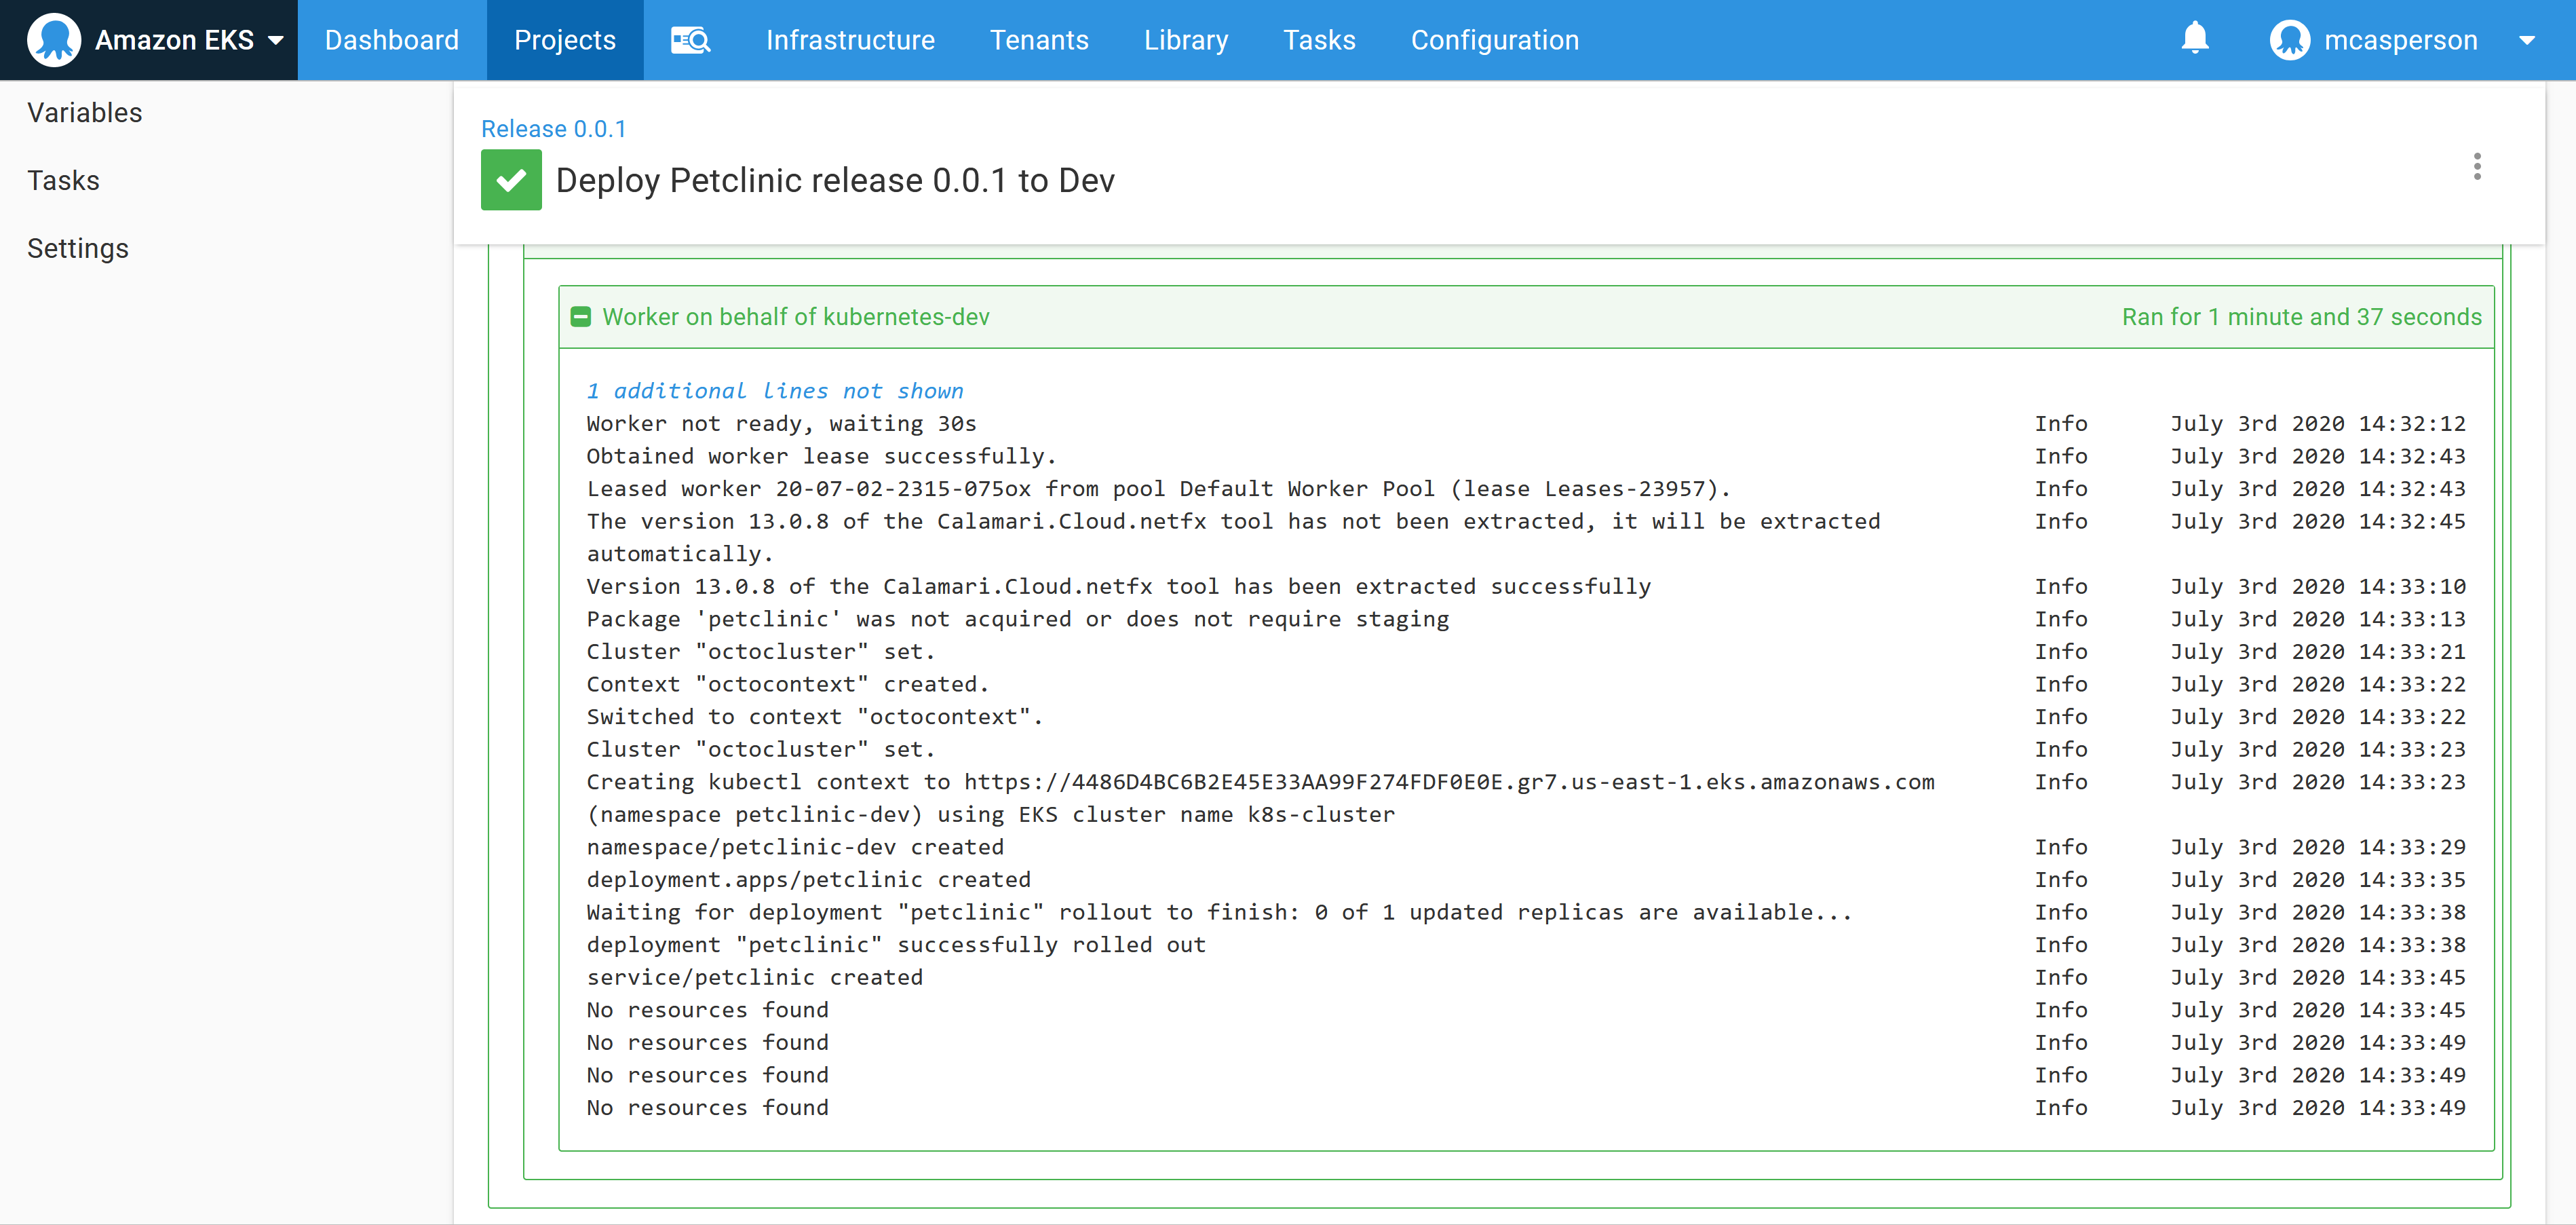 Amazon EKS Dashboard Projects Infrastructure Tenants Library Tasks Configuration mcasperson
Variables
Tasks
Settings
Release 0.0.1
Deploy Petclinic release 0.0.1 to Dev
Worker on behalf of kubernetes-dev Ran for 1 minute and 37 seconds
1 additional lines not shown
Worker not ready, waiting 30s Info July 3rd 2020 14:32:12
Obtained worker lease successfully. Info July 3rd 2020 14:32:43
Leased worker 20-07-02-2315-075ox from pool Default Worker Pool (lease Leases-23957). Info July 3rd 2020 14:32:43
The version 13.0.8 of the Calamari.Cloud.netfx tool has not been extracted, it will be extracted Info July 3rd 2020 14:32:45
automatically.
Version 13.0.8 of the Calamari.Cloud.netfx tool has been extracted successfully Info July 3rd 2020 14:33:10
Package 'petclinic' was not acquired or does not require staging Info July 3rd 2020 14:33:13
Cluster "octocluster" set. Info July 3rd 2020 14:33:21
Context "octocontext" created. Info July 3rd 2020 14:33:22
Switched to context "octocontext". Info July 3rd 2020 14:33:22
Cluster "octocluster" set. Info July 3rd 2020 14:33:23
Creating kubectl context to https://4486D4BC6B2E45E33AA99F274FDF0E0E.gr7.us-east-1.eks.amazonaws.com Info July 3rd 2020 14:33:23
(namespace petclinic-dev) using EKS cluster name k8s-cluster
namespace/petclinic-dev created Info July 3rd 2020 14:33:29
deployment.apps/petclinic created Info July 3rd 2020 14:33:35
Waiting for deployment "petclinic" rollout to finish: 0 of 1 updated replicas are available... Info July 3rd 2020 14:33:38
deployment "petclinic" successfully rolled out Info July 3rd 2020 14:33:38
service/petclinic created Info July 3rd 2020 14:33:45
No resources found Info July 3rd 2020 14:33:45
No resources found Info July 3rd 2020 14:33:49
No resources found Info July 3rd 2020 14:33:49
No resources found Info July 3rd 2020 14:33:49